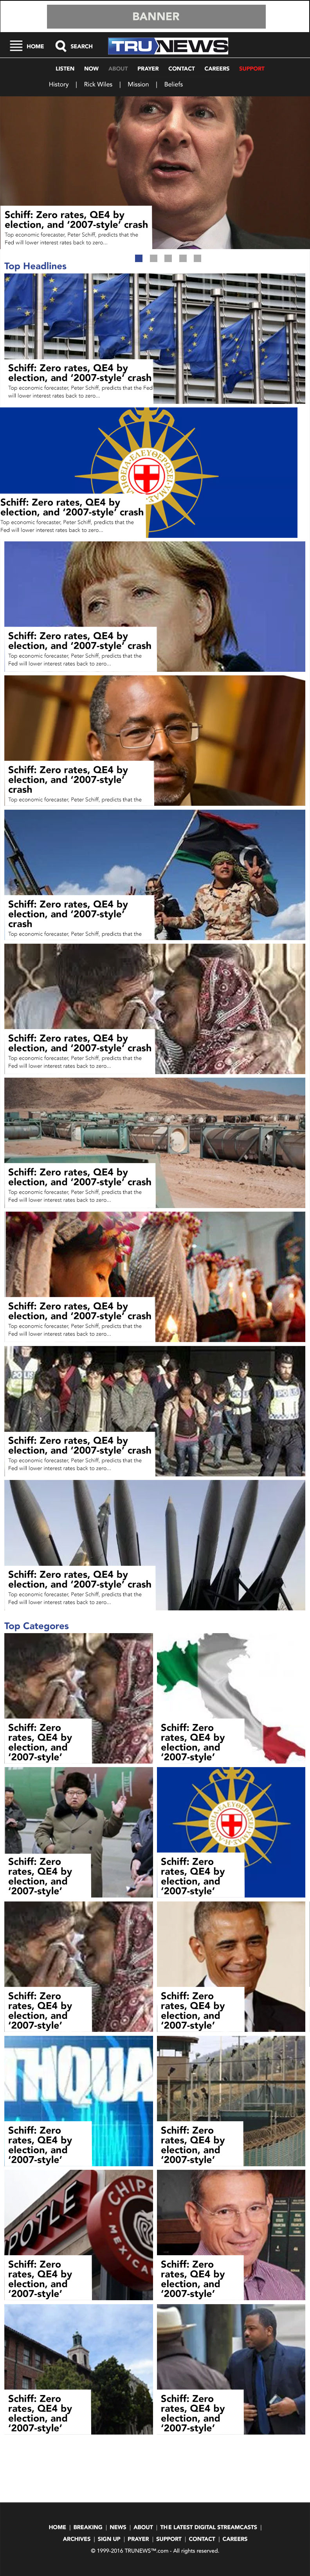 BANNER
HOME SEARCH TRUNEWS
LISTEN NOW ABOUT PRAYER CONTACT CAREERS SUPPORT
History | Rick Wiles | Mission | Beliefs
Schiff: Zero rates, QE4 by
election, and ‘2007-style’ crash
Top economic forecaster, Peter Schiff, predicts that the
Fed will lower interest rates back to zero...
Top Headlines
Schiff: Zero rates, QE4 by
election, and ‘2007-style’ crash
Top economic forecaster, Peter Schiff, predicts that the Fed
will lower interest rates back to zero...
Schiff: Zero rates, QE4 by
election, and ‘2007-style’ crash
Top economic forecaster, Peter Schiff, predicts that the
Fed will lower interest rates back to zero...
Schiff: Zero rates, QE4 by
election, and ‘2007-style’ crash
Top economic forecaster, Peter Schiff, predicts that the
Fed will lower interest rates back to zero...
Schiff: Zero rates, QE4 by
election, and ‘2007-style’
crash
Top economic forecaster, Peter Schiff, predicts that the
Schiff: Zero rates, QE4 by
election, and ‘2007-style’
crash
Top economic forecaster, Peter Schiff, predicts that the
Schiff: Zero rates, QE4 by
election, and ‘2007-style’ crash
Top economic forecaster, Peter Schiff, predicts that the
Fed will lower interest rates back to zero...
Schiff: Zero rates, QE4 by
election, and ‘2007-style’ crash
Top economic forecaster, Peter Schiff, predicts that the
Fed will lower interest rates back to zero...
Schiff: Zero rates, QE4 by
election, and ‘2007-style’ crash
Top economic forecaster, Peter Schiff, predicts that the
Fed will lower interest rates back to zero...
Schiff: Zero rates, QE4 by
election, and ‘2007-style’ crash
Top economic forecaster, Peter Schiff, predicts that the
Fed will lower interest rates back to zero...
Schiff: Zero rates, QE4 by
election, and ‘2007-style’ crash
Top economic forecaster, Peter Schiff, predicts that the
Fed will lower interest rates back to zero...
Top Categores
Schiff: Zero
rates, QE4 by
election, and
‘2007-style’
Schiff: Zero
rates, QE4 by
election, and
‘2007-style’
Schiff: Zero
rates, QE4 by
election, and
‘2007-style’
Schiff: Zero
rates, QE4 by
election, and
‘2007-style’
Schiff: Zero
rates, QE4 by
election, and
‘2007-style’
Schiff: Zero
rates, QE4 by
election, and
‘2007-style’
THQUA
Schiff: Zero
rates, QE4 by
election, and
‘2007-style’
Schiff: Zero
rates, QE4 by
election, and
‘2007-style’
POTLE CHIPO
MEXICA
Schiff: Zero
rates, QE4 by
election, and
‘2007-style’
Schiff: Zero
rates, QE4 by
election, and
‘2007-style’
Schiff: Zero
rates, QE4 by
election, and
‘2007-style’
Schiff: Zero
rates, QE4 by
election, and
‘2007-style’
HOME | BREAKING | NEWS | ABOUT | THE LATEST DIGITAL STREAMCASTS |
ARCHIVES | SIGN UP | PRAYER | SUPPORT | CONTACT | CAREERS
© 1999-2016 TRUNEWS™.com - All rights reserved.